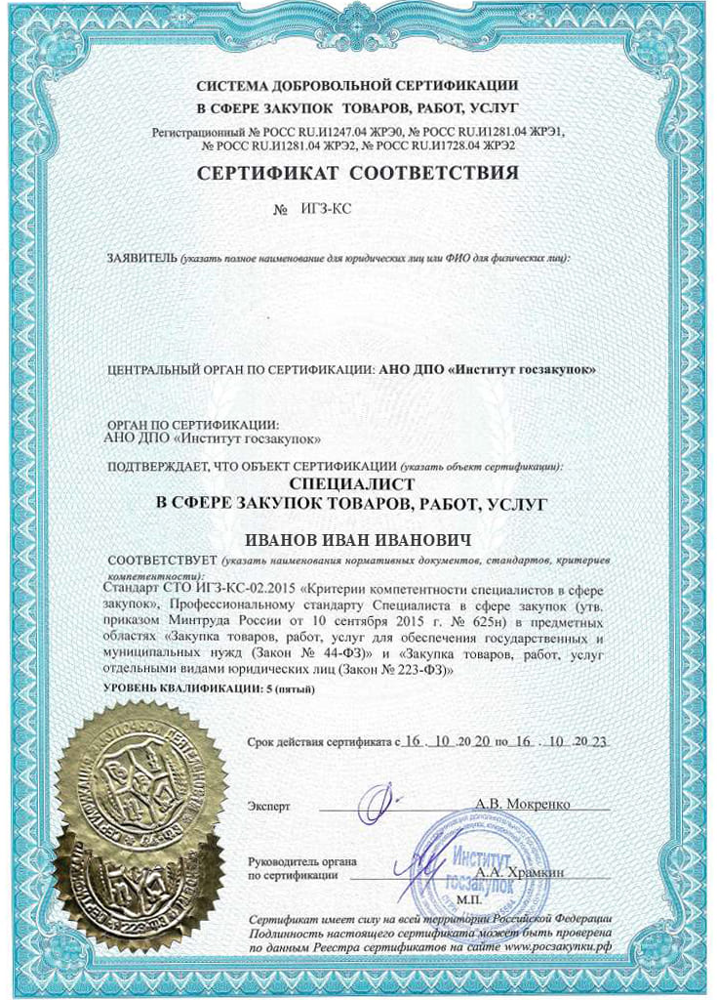 СИСТЕМА ДОБРОВОЛЬНОЙ СЕРТИФИКАЦИИ
В СФЕРЕ ЗАКУПОК ТОВАРОВ, РАБОТ, УСЛУГ
Регистрационный № РОСС RU.И1247.04 ЖРЭ0, № РОСС RU.И1281.04 ЖРЭ1,
№ РОСС RU.И1281.04 ЖРЭ2, № РОСС RU.И1728.04 ЖРЭ2
СЕРТИФИКАТ СООТВЕТСТВИЯ
№ ИГЗ-КС
ЗАЯВИТЕЛЬ (указать полное наименование для юридических лиц или ФИО для физических лиц):
ЦЕНТРАЛЬНЫЙ ОРГАН ПО СЕРТИФИКАЦИИ: АНО ДПО «Институт госзакупок»
ОРГАН ПО СЕРТИФИКАЦИИ:
АНО ДПО «Институт госзакупок»
ПОДТВЕРЖДАЕТ, ЧТО ОБЪЕКТ СЕРТИФИКАЦИИ (указать объект сертификации):
СПЕЦИАЛИСТ
В СФЕРЕ ЗАКУПОК ТОВАРОВ, РАБОТ, УСЛУГ
ИВАНОВ ИВАН ИВАНОВИЧ
СООТВЕТСТВУЕТ (указать наименования нормативных документов, стандартов, критериев
компетентности):
Стандарт СТО ИГЗ-КС-02.2015 «Критерии компетентности специалистов в сфере
закупок», Профессиональному стандарту Специалиста в сфере закупок (утв.
приказом Минтруда России от 10 сентября 2015 г. № 625н) в предметных
областях «Закупка товаров, работ, услуг для обеспечения государственных и
муниципальных нужд (Закон № 44-ФЗ)» и «Закупка товаров, работ, услуг
отдельными видами юридических лиц (Закон № 223-ФЗ)»
УРОВЕНЬ КВАЛИФИКАЦИИ: 5 (пятый)
Срок действия сертификата с 16 . 10 .20 20 по 16 . 10 .20 23
Эксперт А.В. Мокренко
Руководитель органа
по сертификации А.А. Храмкин
Институт
госзакупок
М.П.
Сертификат имеет силу на всей территории Российской Федерации
Подлинность настоящего сертификата может быть проверена
по данным Реестра сертификатов на сайте www.росзакупки.рф